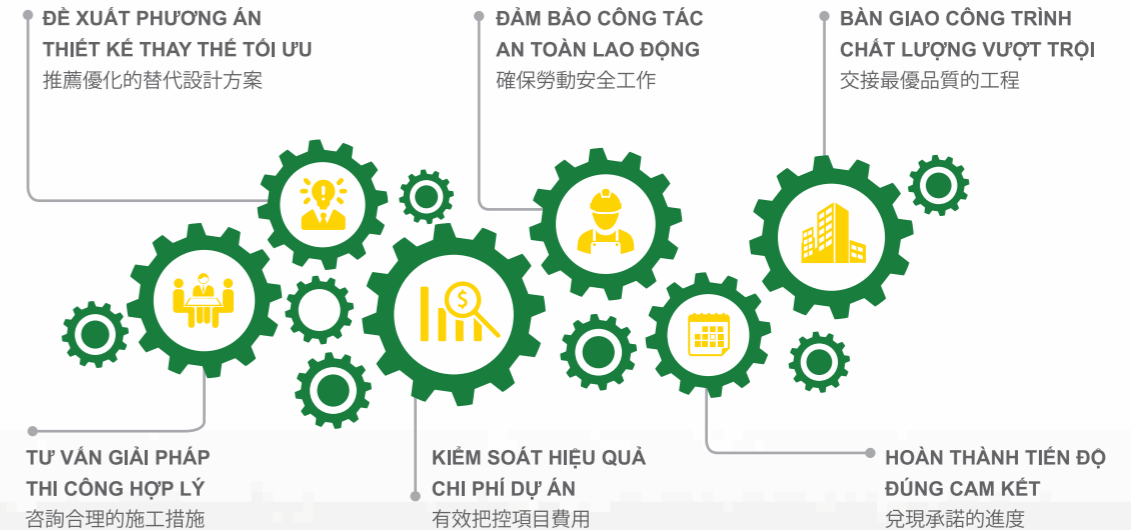 ĐỀ XUẤT PHƯƠNG ÁN
THIẾT KẾ THAY THẾ TỐI ƯU
推薦優化的替代設計方案
ĐẢM BẢO CÔNG TÁC
AN TOÀN LAO ĐỘNG
確保勞動安全工作
BÀN GIAO CÔNG TRÌNH
CHẤT LƯỢNG VƯỢT TRỘI
交接最優品質的工程
$
TƯ VẤN GIẢI PHÁP
THI CÔNG HỢP LÝ
咨詢合理的施工措施
KIỂM SOÁT HIỆU QUẢ
CHI PHÍ DỰ ÁN
有效把控項目費用
HOÀN THÀNH TIẾN ĐỘ
ĐÚNG CAM KẾT
兌現承諾的進度